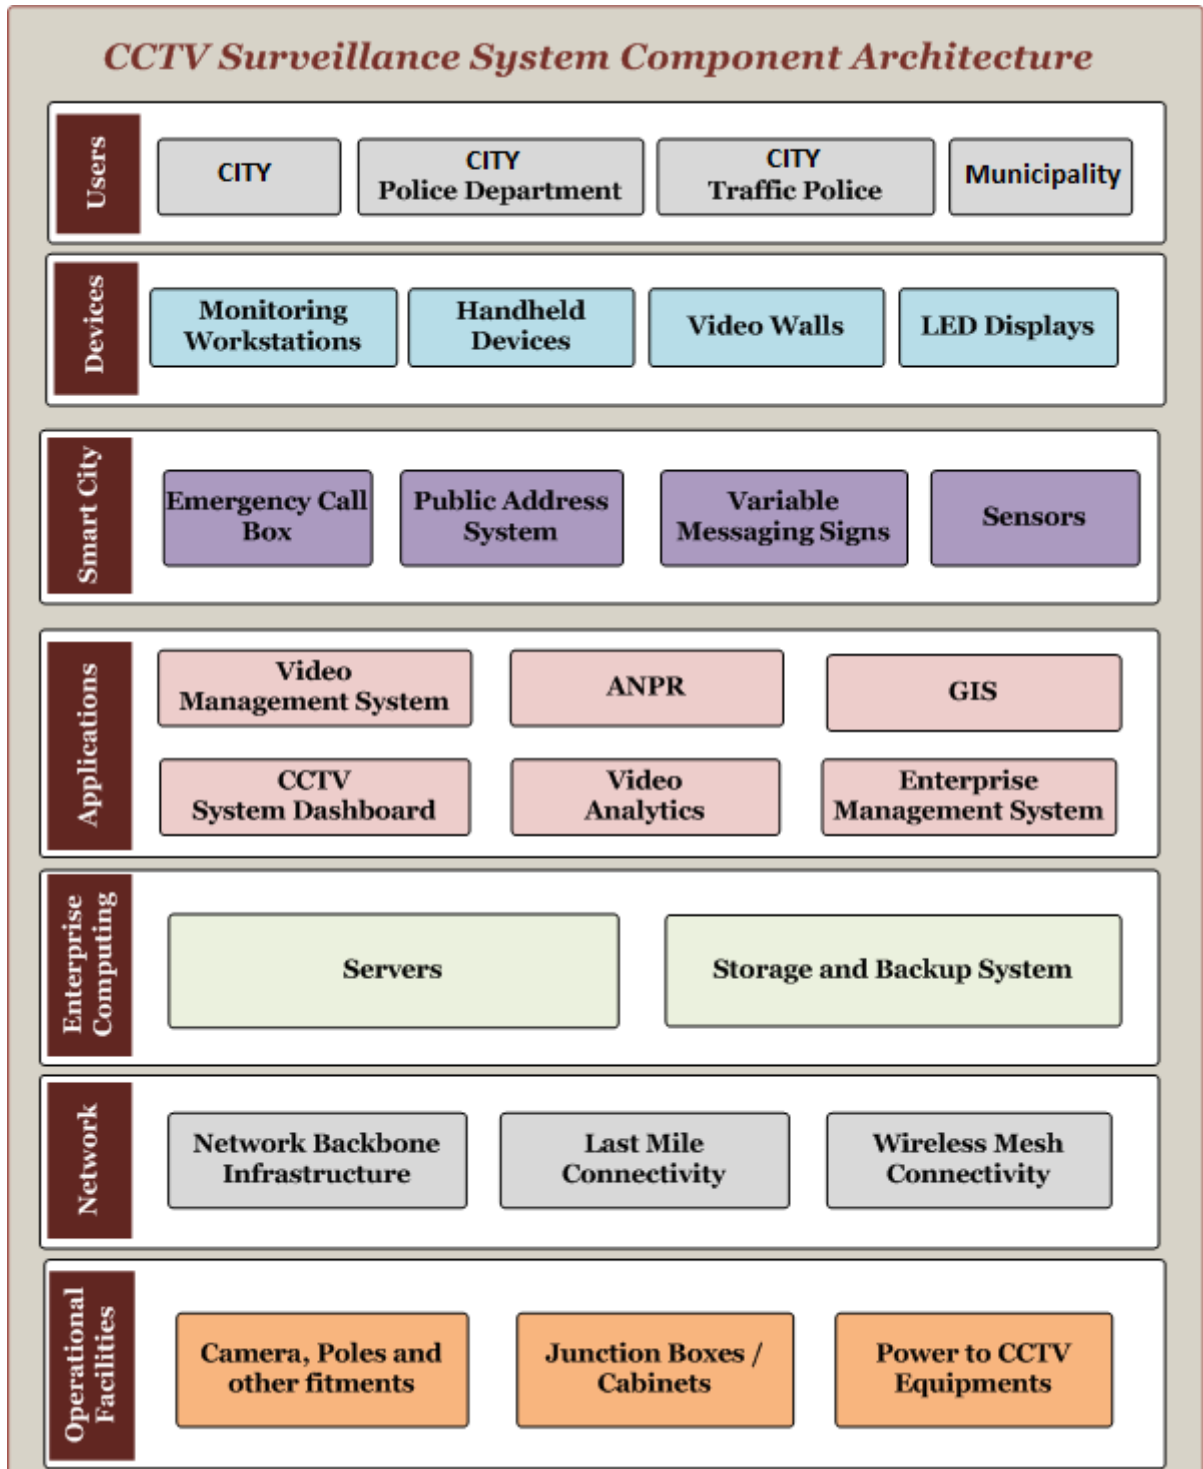 CCTV Surveillance System Component Architecture
Users
CITY
CITY
Police Department
CITY
Traffic Police
Municipality
Devices
Monitoring
Workstations
Handheld
Devices
Video Walls
LED Displays
Smart City
Emergency Call
Box
Public Address
System
Variable
Messaging Signs
Sensors
Applications
Video
Management System
ANPR
GIS
CCTV
System Dashboard
Video
Analytics
Enterprise
Management System
Enterprise
Computing
Servers
Storage and Backup System
Network
Network Backbone
Infrastructure
Last Mile
Connectivity
Wireless Mesh
Connectivity
Operational
Facilities
Camera, Poles and
other fitments
Junction Boxes /
Cabinets
Power to CCTV
Equipments